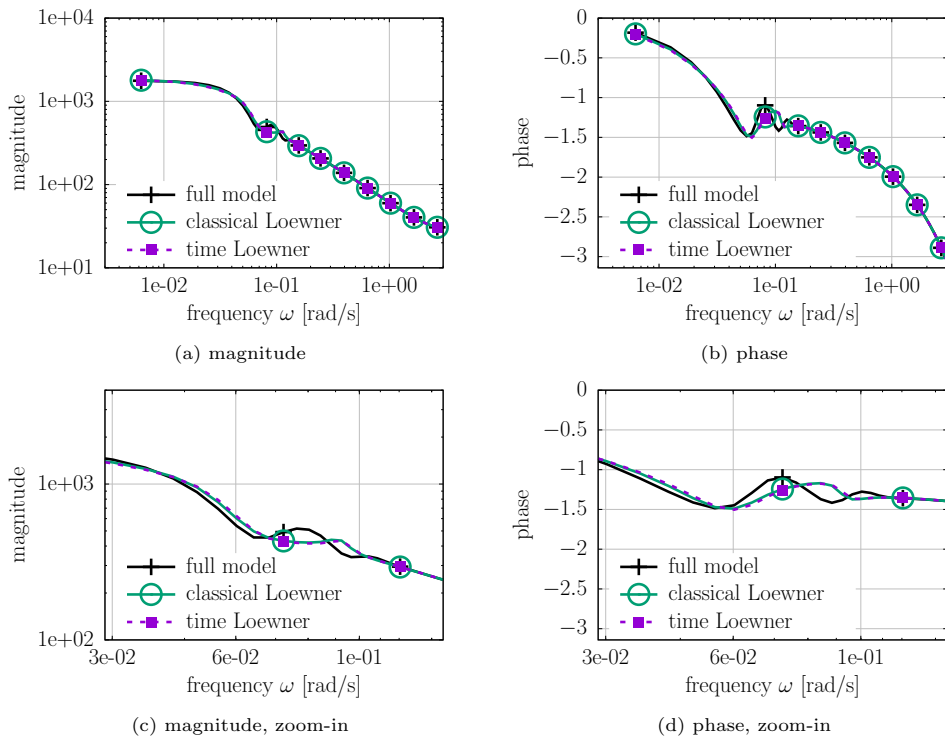 1e+04
1e+03
1e+02
1e+01
magnitude
full model
classical Loewner
time Loewner
1e-02
1e-01
1e+00
frequency ω [rad/s]
(a) magnitude
0
−0.5
−1
−1.5
−2
−2.5
−3
phase
full model
classical Loewner
time Loewner
1e-02
1e-01
1e+00
frequency ω [rad/s]
(b) phase
1e+03
1e+02
magnitude
full model
classical Loewner
time Loewner
3e-02
6e-02
1e-01
frequency ω [rad/s]
(c) magnitude, zoom-in
0
−0.5
−1
−1.5
−2
−2.5
−3
phase
full model
classical Loewner
time Loewner
3e-02
6e-02
1e-01
frequency ω [rad/s]
(d) phase, zoom-in